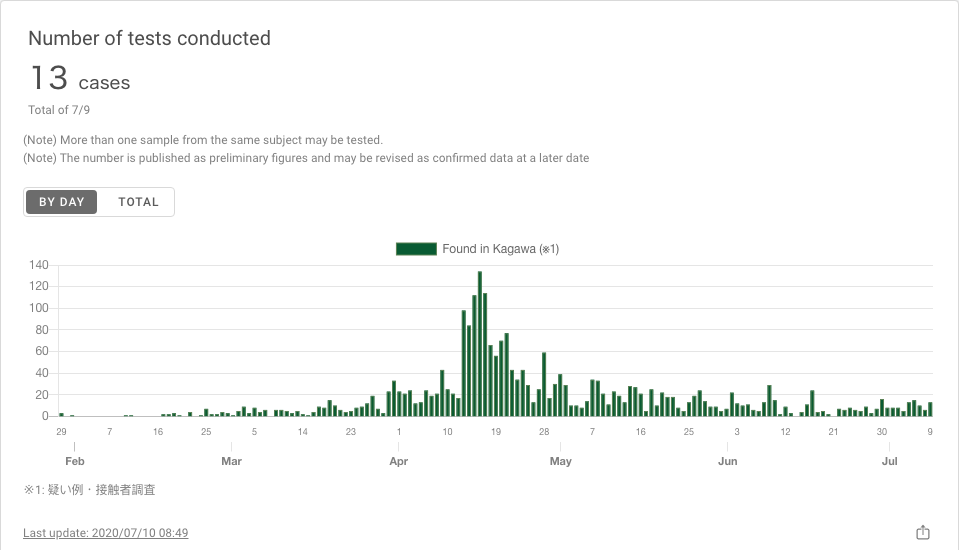 Number of tests conducted
13 cases
Total of 7/9
(Note) More than one sample from the same subject may be tested.
(Note) The number is published as preliminary figures and may be revised as confirmed data at a later date
BY DAY TOTAL
Found in Kagawa (※1)
140
120
100
80
60
40
20
0
29 7 16 25 5 14 23 1 10 19 28 7 16 25 3 12 21 30 9
Feb Mar Apr May Jun Jul
※1: 疑い例・接触者調査
Last update: 2020/07/10 08:49